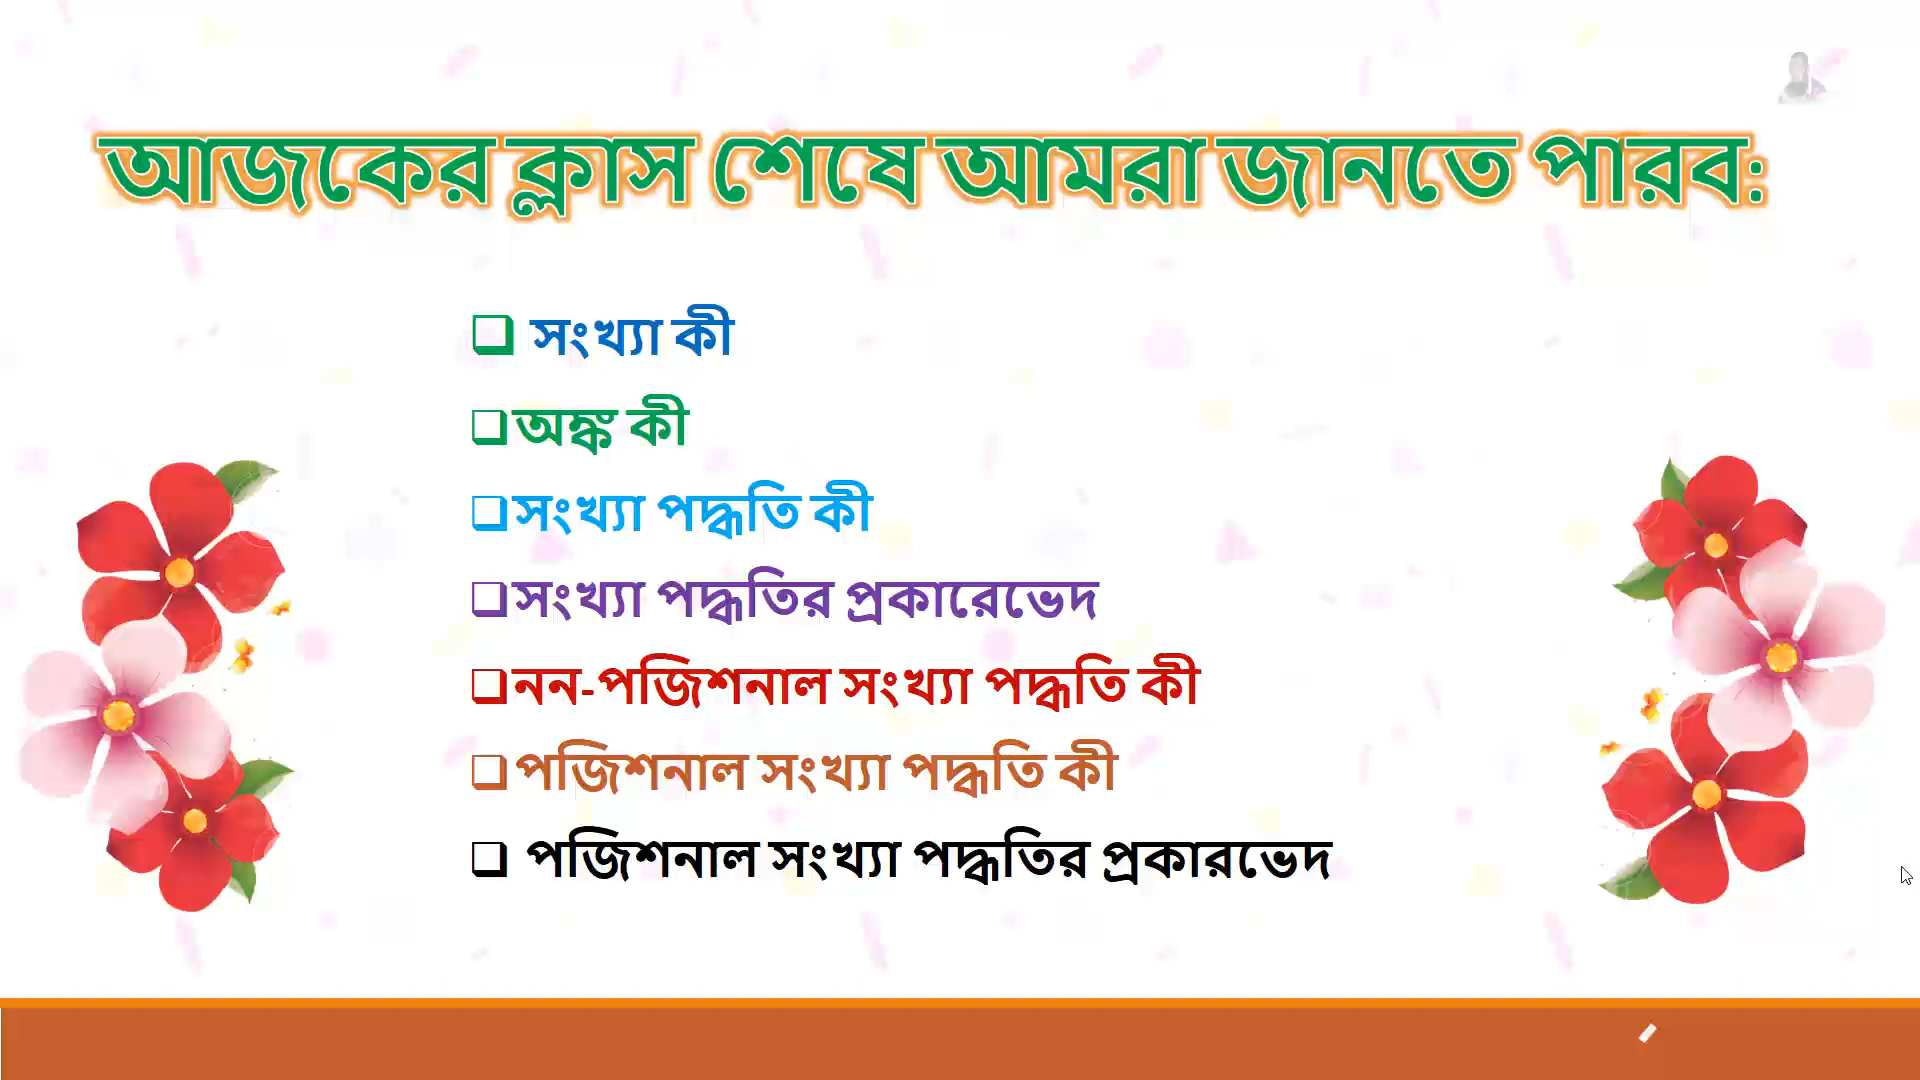 আজকের ক্লাস শেষে আমরা জানতে পারব:
সংখ্যা কী
অঙ্ক কী
সংখ্যা পদ্ধতি কী
সংখ্যা পদ্ধতির প্রকারেভেদ
নন-পজিশনাল সংখ্যা পদ্ধতি কী
পজিশনাল সংখ্যা পদ্ধতি কী
পজিশনাল সংখ্যা পদ্ধতির প্রকারভেদ